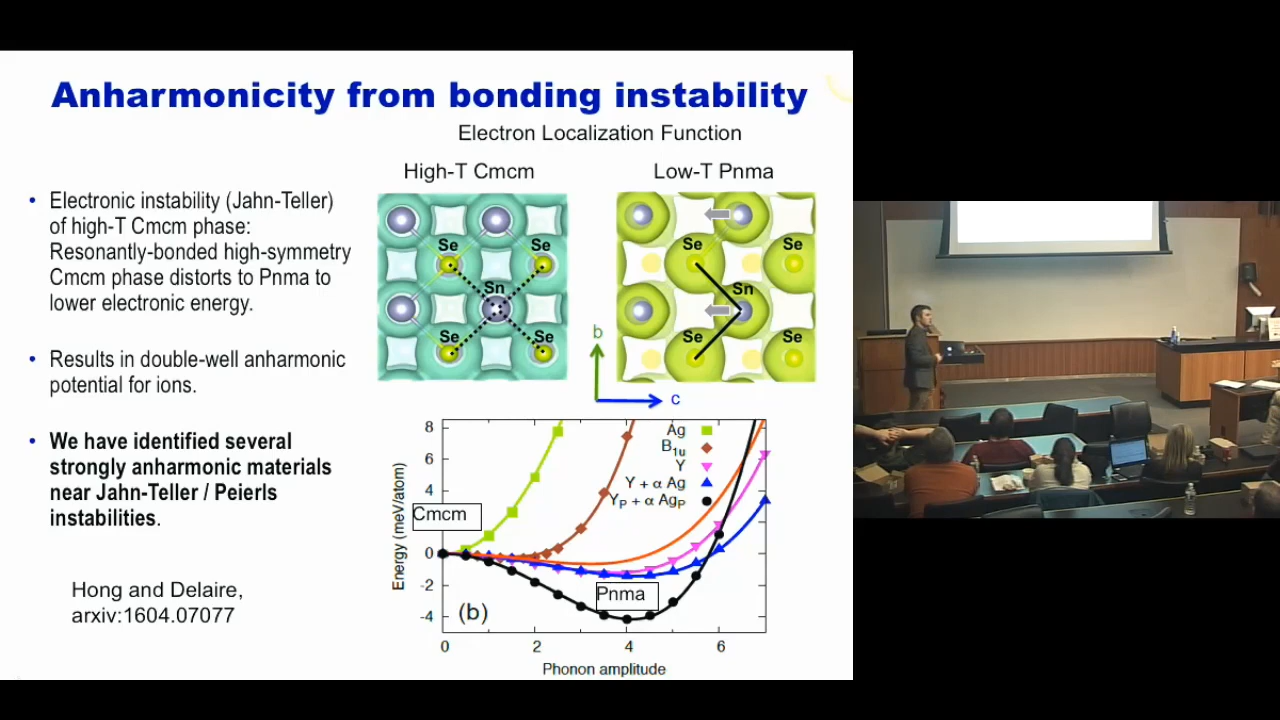 Anharmonicity from bonding instability
Electron Localization Function
High-T Cmcm
Low-T Pnma
• Electronic instability (Jahn-Teller)
of high-T Cmcm phase:
Resonantly-bonded high-symmetry
Cmcm phase distorts to Pnma to
lower electronic energy.
• Results in double-well anharmonic
potential for ions.
• We have identified several
strongly anharmonic materials
near Jahn-Teller / Peierls
instabilities.
Hong and Delaire,
arxiv:1604.07077
Se
Se
Sn
Se
Se
Se
Se
Sn
Se
Se
b
c
8
6
4
0
-2
-4
Energy (meV/atom)
Ag
B1u
Y
Y + α Ag
YP + α AgP
Cmcm
Pnma
(b)
0
2
4
6
Phonon amplitude